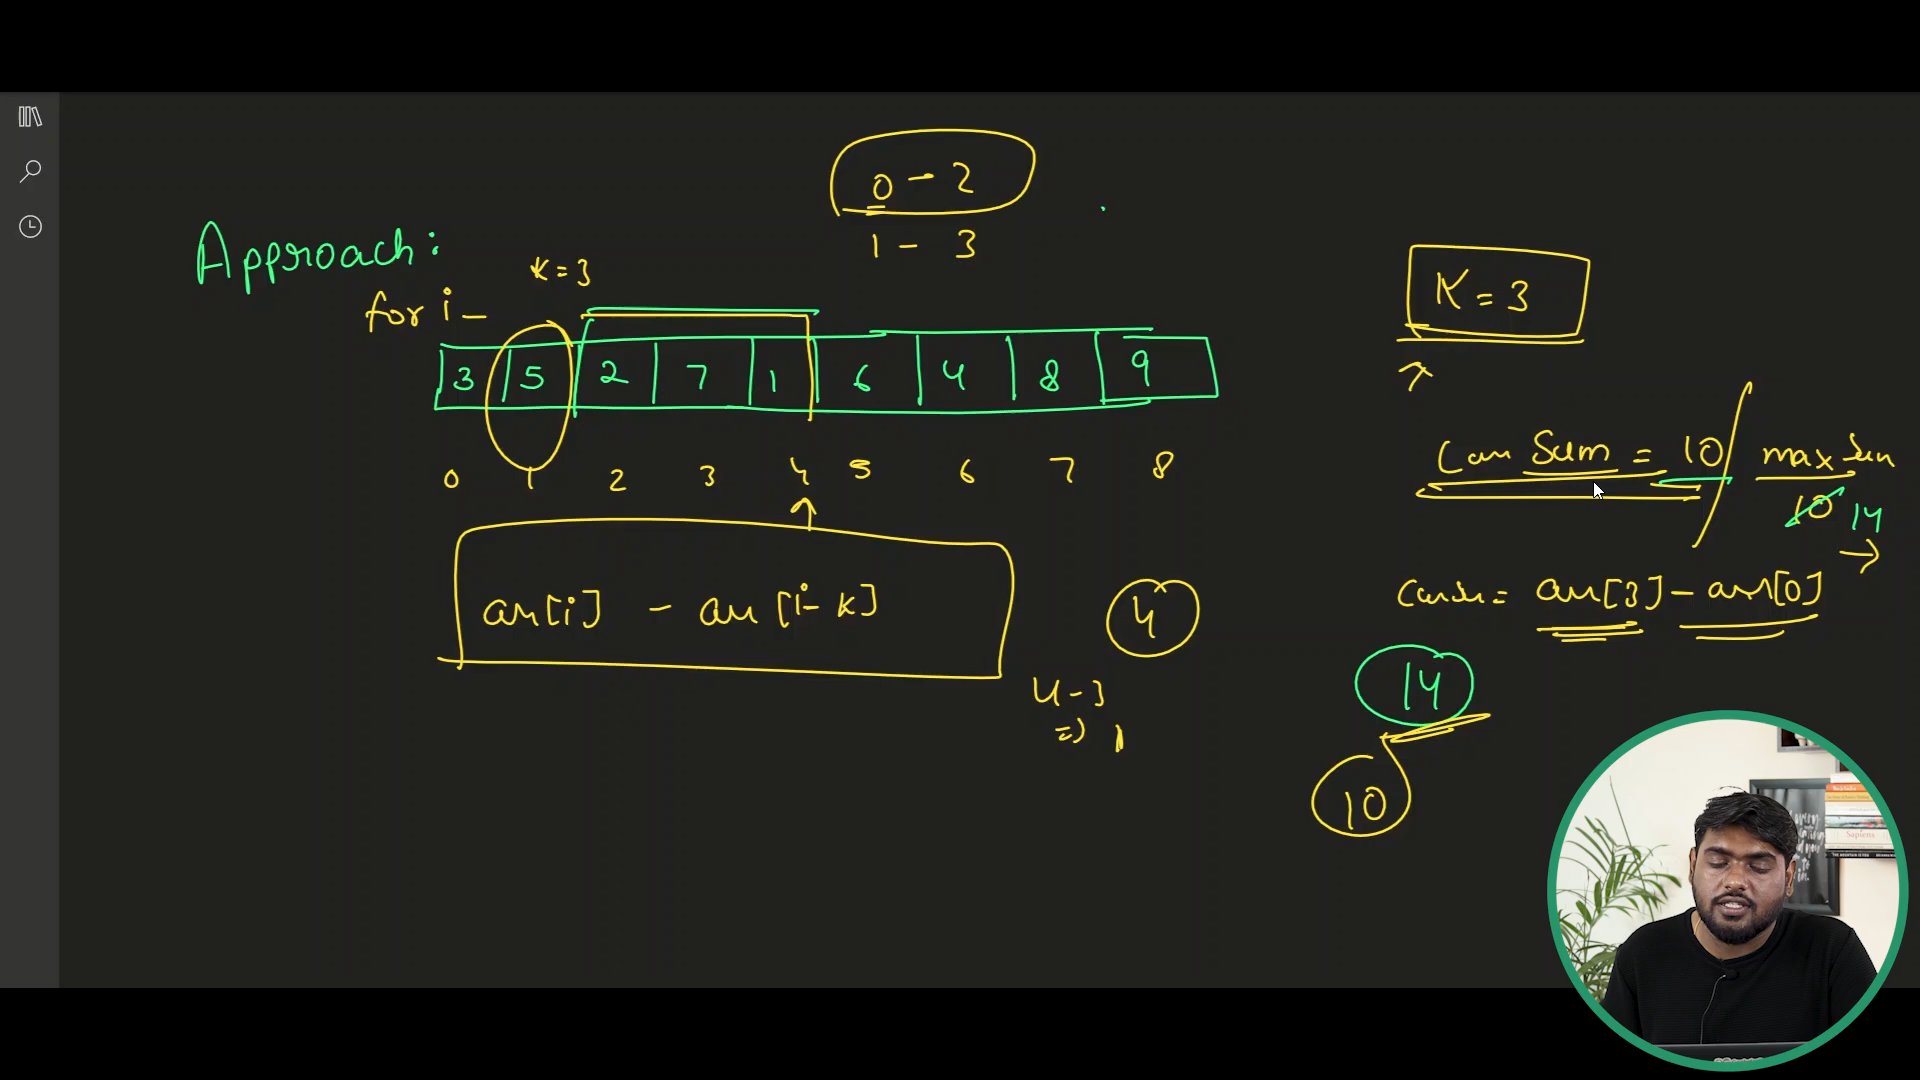 0 - 2
1 - 3
Approach:
K = 3
for i -
K = 3
3 5 2 7 1 6 4 8 9
0 1 2 3 4 5 6 7 8
Curr Sum = 10
max Sum
10 14
arr[i] - arr[i-k]
4
Cursu = arr[3] - arr[0]
4 - 3
=> 1
14
10
Sapiens